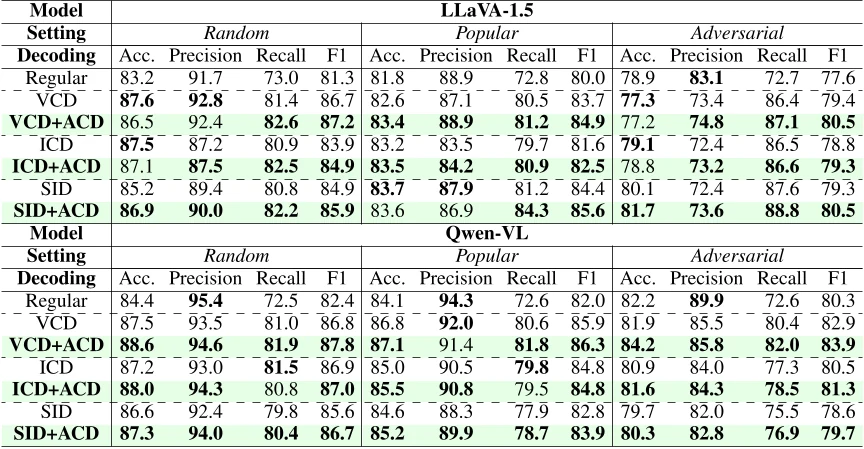 Model LLaVA-1.5
Setting Random Popular Adversarial
Decoding Acc. Precision Recall F1 Acc. Precision Recall F1 Acc. Precision Recall F1
Regular 83.2 91.7 73.0 81.3 81.8 88.9 72.8 80.0 78.9 83.1 72.7 77.6
VCD 87.6 92.8 81.4 86.7 82.6 87.1 80.5 83.7 77.3 73.4 86.4 79.4
VCD+ACD 86.5 92.4 82.6 87.2 83.4 88.9 81.2 84.9 77.2 74.8 87.1 80.5
ICD 87.5 87.2 80.9 83.9 83.2 83.5 79.7 81.6 79.1 72.4 86.5 78.8
ICD+ACD 87.1 87.5 82.5 84.9 83.5 84.2 80.9 82.5 78.8 73.2 86.6 79.3
SID 85.2 89.4 80.8 84.9 83.7 87.9 81.2 84.4 80.1 72.4 87.6 79.3
SID+ACD 86.9 90.0 82.2 85.9 83.6 86.9 84.3 85.6 81.7 73.6 88.8 80.5
Model Qwen-VL
Setting Random Popular Adversarial
Decoding Acc. Precision Recall F1 Acc. Precision Recall F1 Acc. Precision Recall F1
Regular 84.4 95.4 72.5 82.4 84.1 94.3 72.6 82.0 82.2 89.9 72.6 80.3
VCD 87.5 93.5 81.0 86.8 86.8 92.0 80.6 85.9 81.9 85.5 80.4 82.9
VCD+ACD 88.6 94.6 81.9 87.8 87.1 91.4 81.8 86.3 84.2 85.8 82.0 83.9
ICD 87.2 93.0 81.5 86.9 85.0 90.5 79.8 84.8 80.9 84.0 77.3 80.5
ICD+ACD 88.0 94.3 80.8 87.0 85.5 90.8 79.5 84.8 81.6 84.3 78.5 81.3
SID 86.6 92.4 79.8 85.6 84.6 88.3 77.9 82.8 79.7 82.0 75.5 78.6
SID+ACD 87.3 94.0 80.4 86.7 85.2 89.9 78.7 83.9 80.3 82.8 76.9 79.7